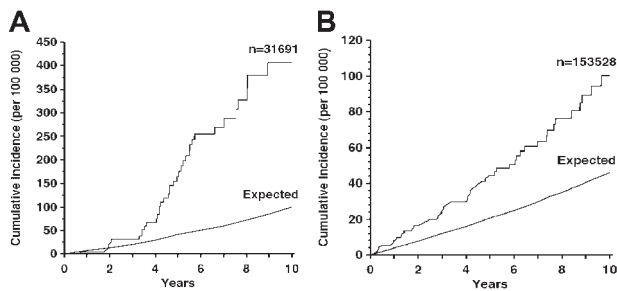 A
Cumulative Incidence (per 100 000)
450
400
350
300
250
200
150
100
50
0
n=31691
Expected
0 2 4 6 8 10
Years
B
Cumulative Incidence (per 100 000)
120
100
80
60
40
20
0
n=153528
Expected
0 2 4 6 8 10
Years